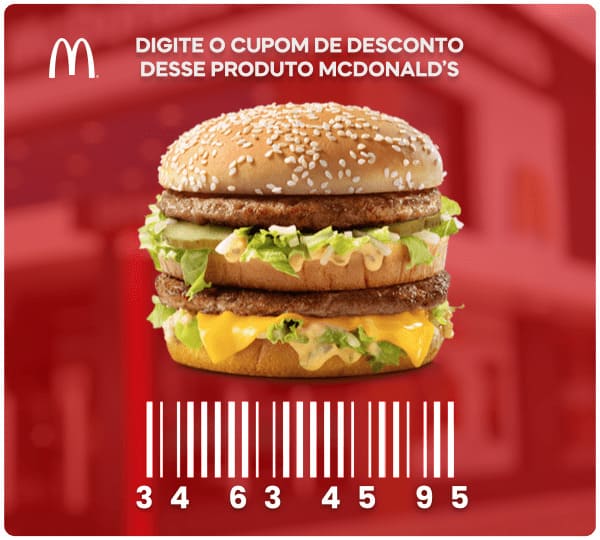 DIGITE O CUPOM DE DESCONTO
DESSE PRODUTO MCDONALD'S
34 63 45 95